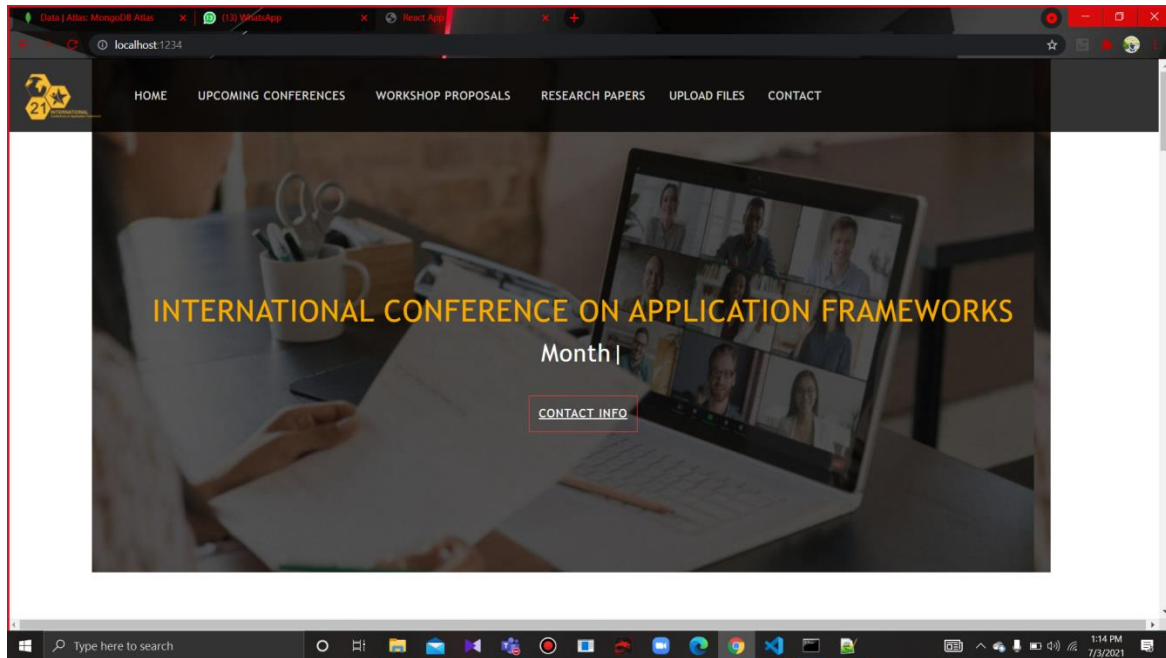 Data | Atlas: MongoDB Atlas
(13) WhatsApp
React App
localhost:1234
21
INTERNATIONAL
HOME
UPCOMING CONFERENCES
WORKSHOP PROPOSALS
RESEARCH PAPERS
UPLOAD FILES
CONTACT
INTERNATIONAL CONFERENCE ON APPLICATION FRAMEWORKS
Month|
CONTACT INFO
Type here to search
1:14 PM
7/3/2021